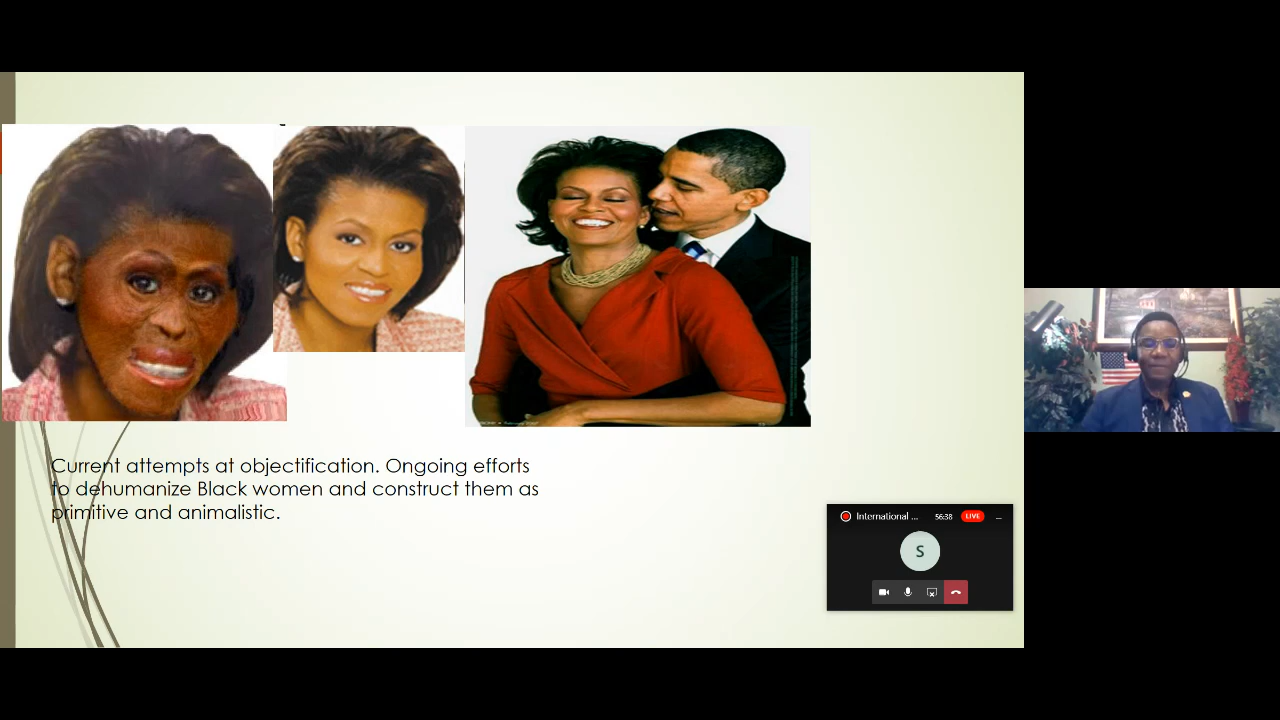 Current attempts at objectification. Ongoing efforts
to dehumanize Black women and construct them as
primitive and animalistic.
International ...
56:38
LIVE
S